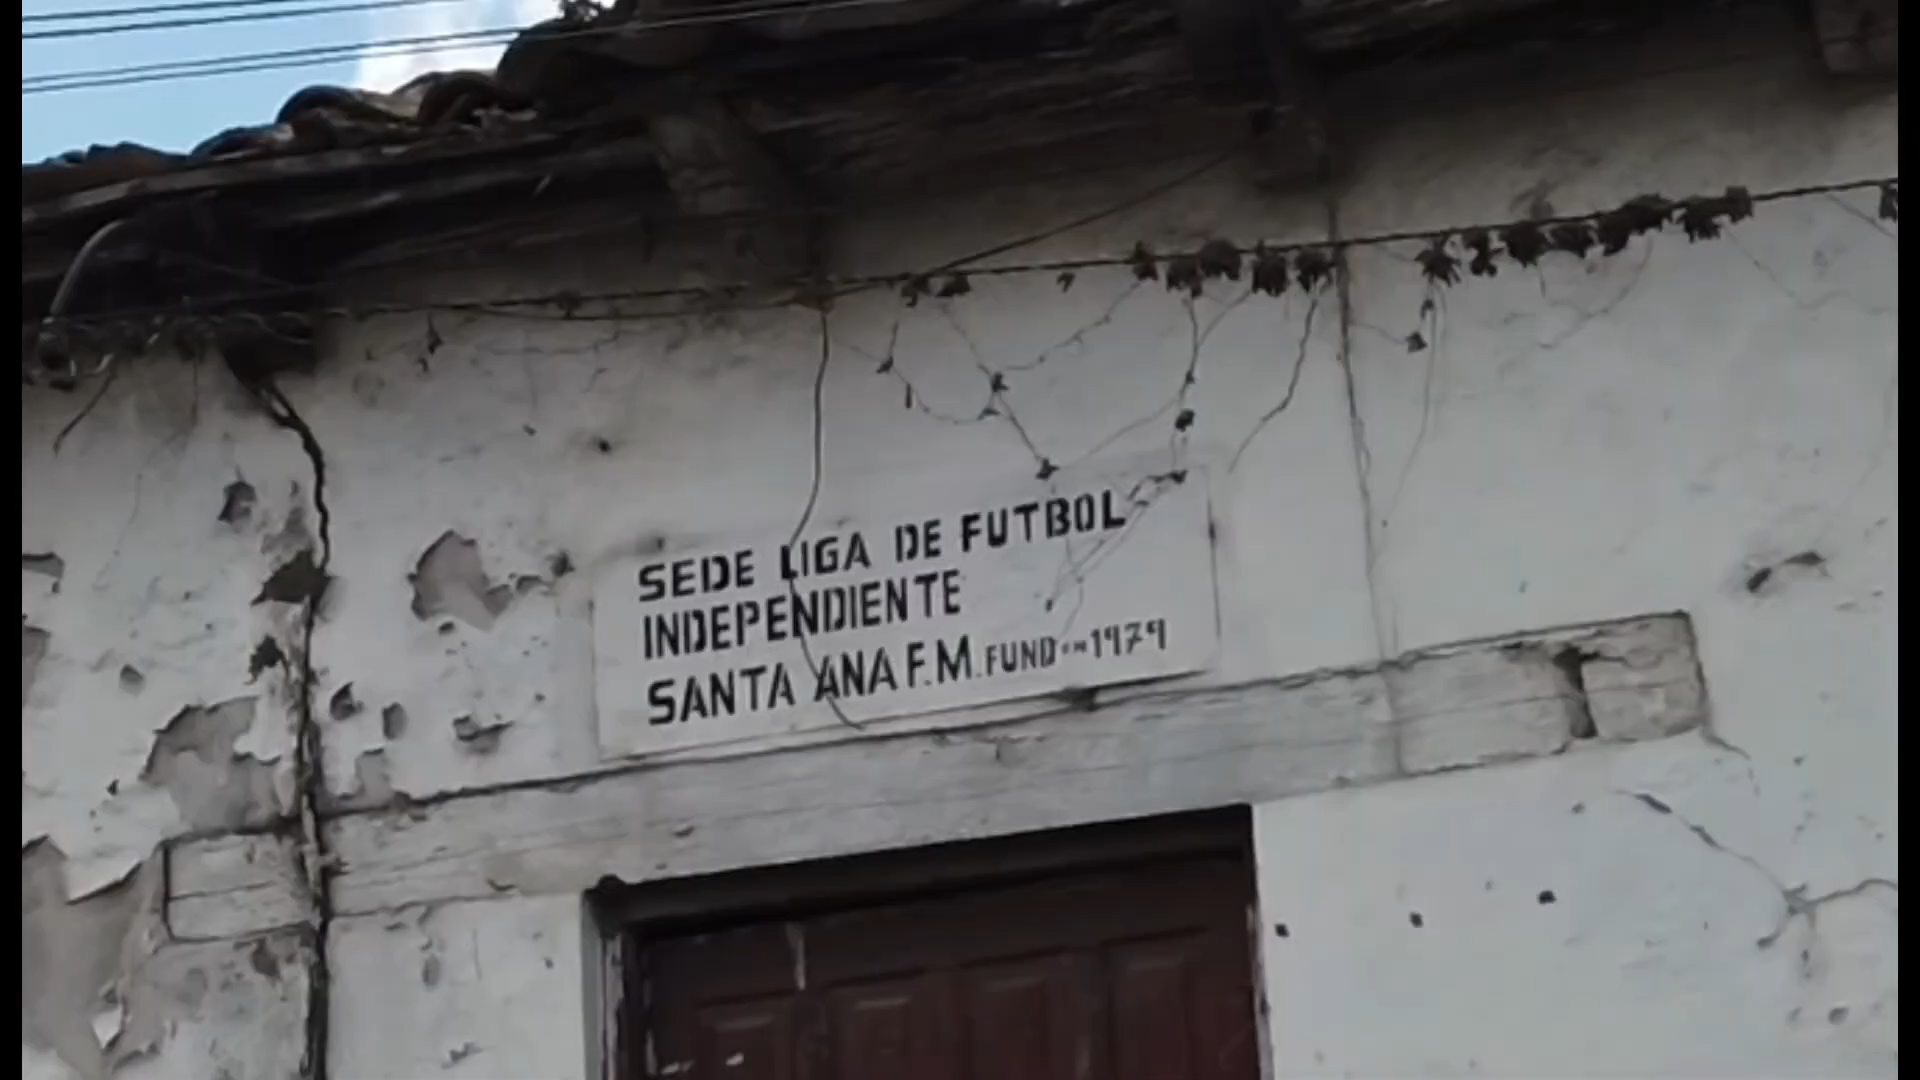 SEDE LIGA DE FUTBOL
INDEPENDIENTE
SANTA ANA F.M. FUND EN 1979